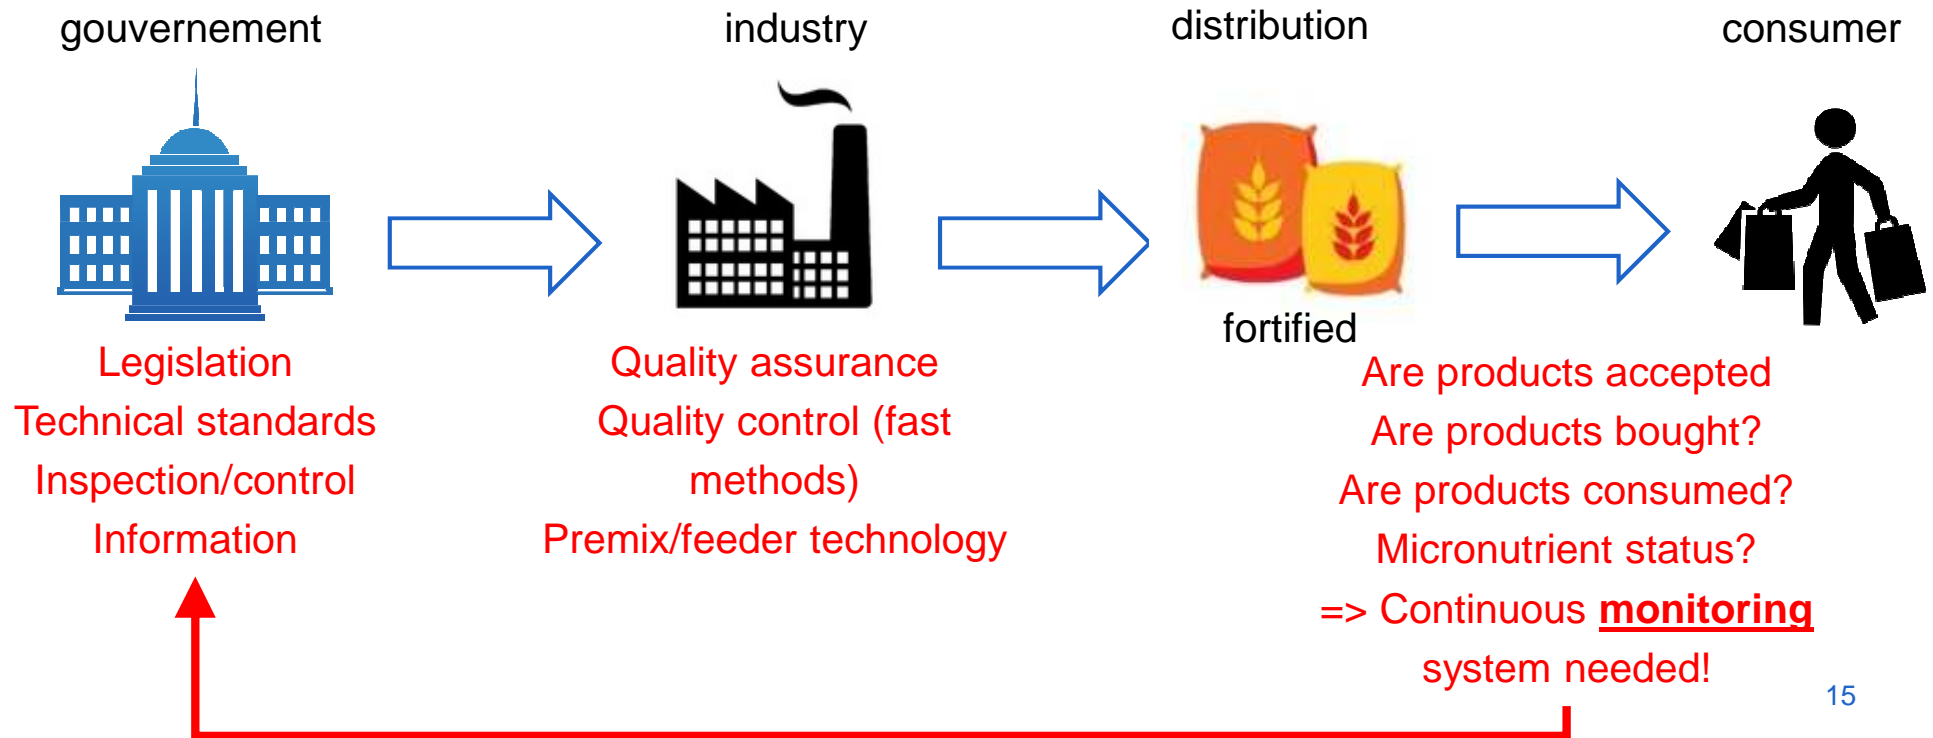 gouvernement
industry
distribution
consumer
fortified
Legislation
Technical standards
Inspection/control
Information
Quality assurance
Quality control (fast
methods)
Premix/feeder technology
Are products accepted
Are products bought?
Are products consumed?
Micronutrient status?
=> Continuous monitoring
system needed!
15